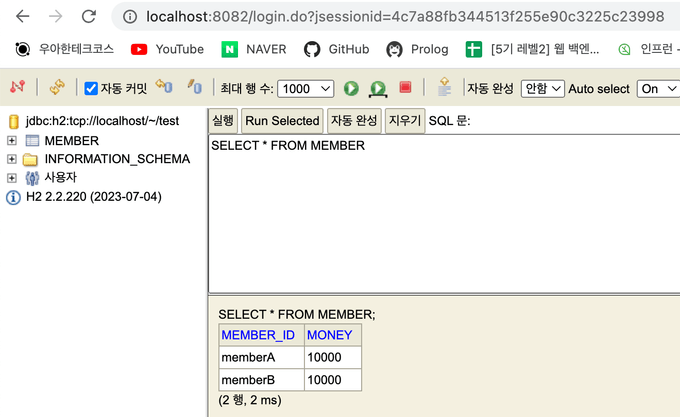 localhost:8082/login.do?jsessionid=4c7a88fb344513f255e90c3225c23998
우아한테크코스 YouTube NAVER GitHub Prolog [5기 레벨2] 웹 백엔... 인프런 -
자동 커밋 최대 행 수: 1000 자동 완성 안함 Auto select On
jdbc:h2:tcp://localhost/~/test
MEMBER
INFORMATION_SCHEMA
사용자
H2 2.2.220 (2023-07-04)
실행 Run Selected 자동 완성 지우기 SQL 문:
SELECT * FROM MEMBER
SELECT * FROM MEMBER;
MEMBER_ID MONEY
memberA 10000
memberB 10000
(2 행, 2 ms)